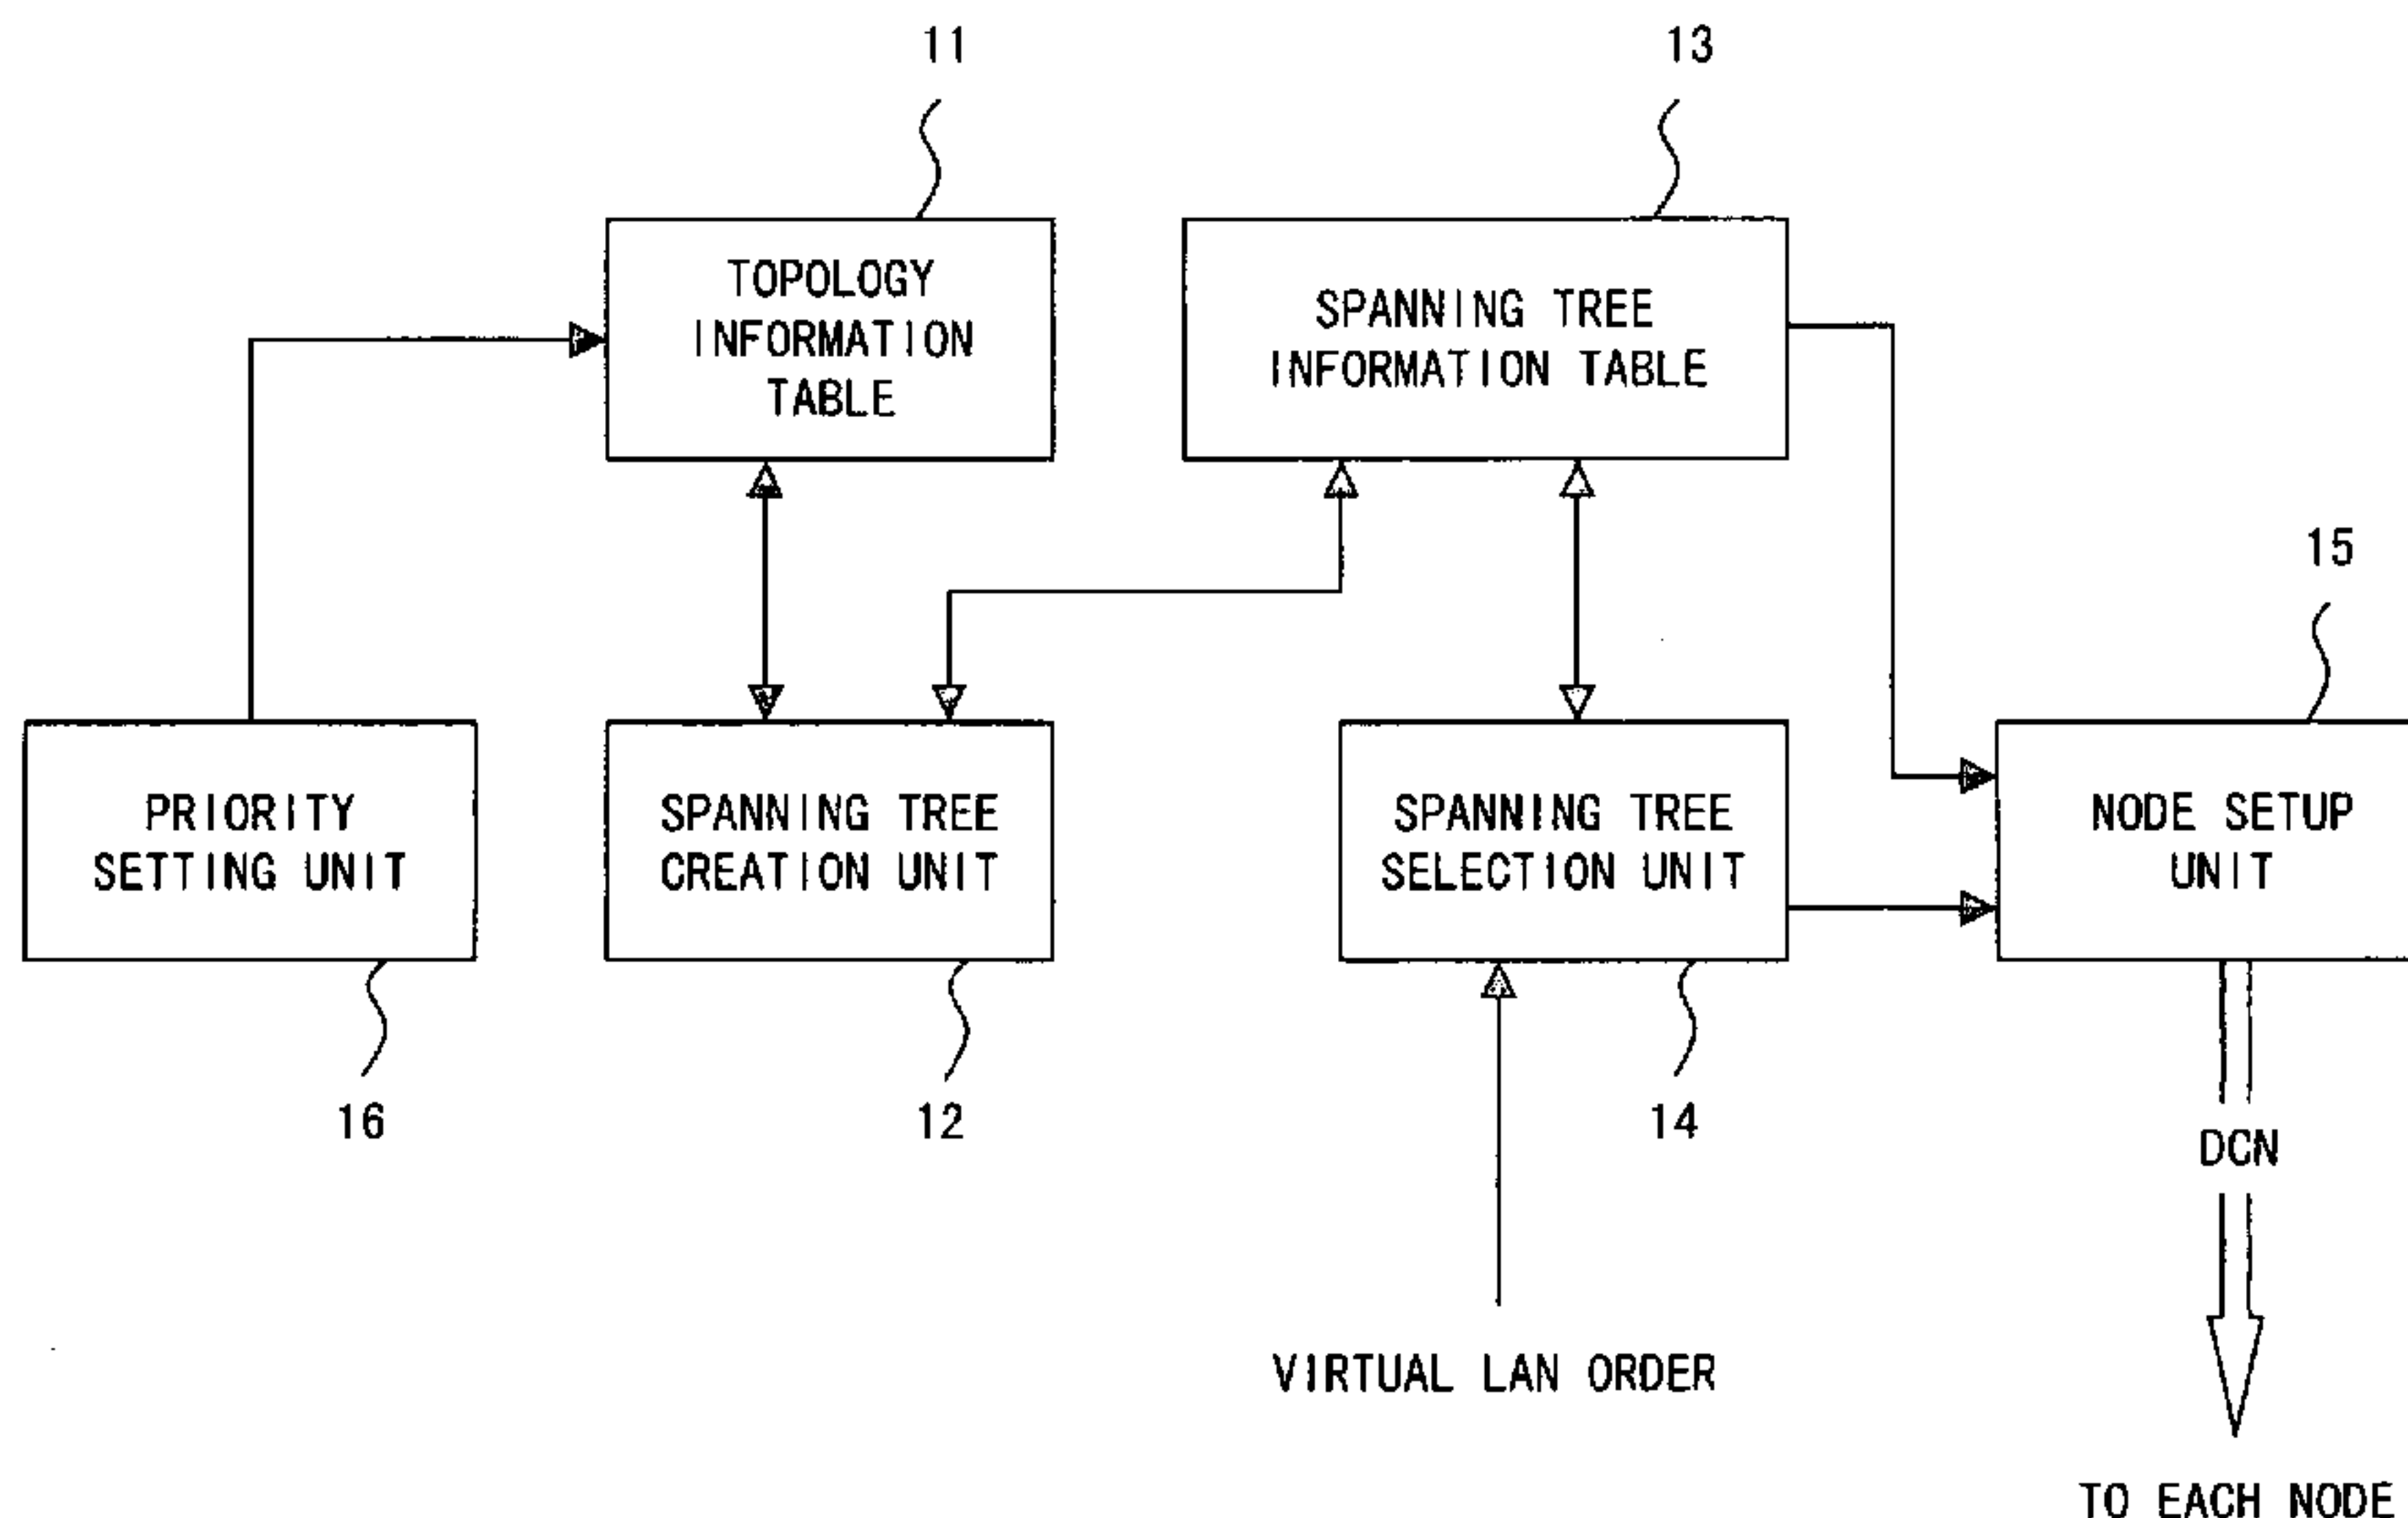 11
13
TOPOLOGY
INFORMATION
TABLE
SPANNING TREE
INFORMATION TABLE
15
PRIORITY
SETTING UNIT
SPANNING TREE
CREATION UNIT
SPANNING TREE
SELECTION UNIT
NODE SETUP
UNIT
16
12
14
DCN
VIRTUAL LAN ORDER
TO EACH NODE